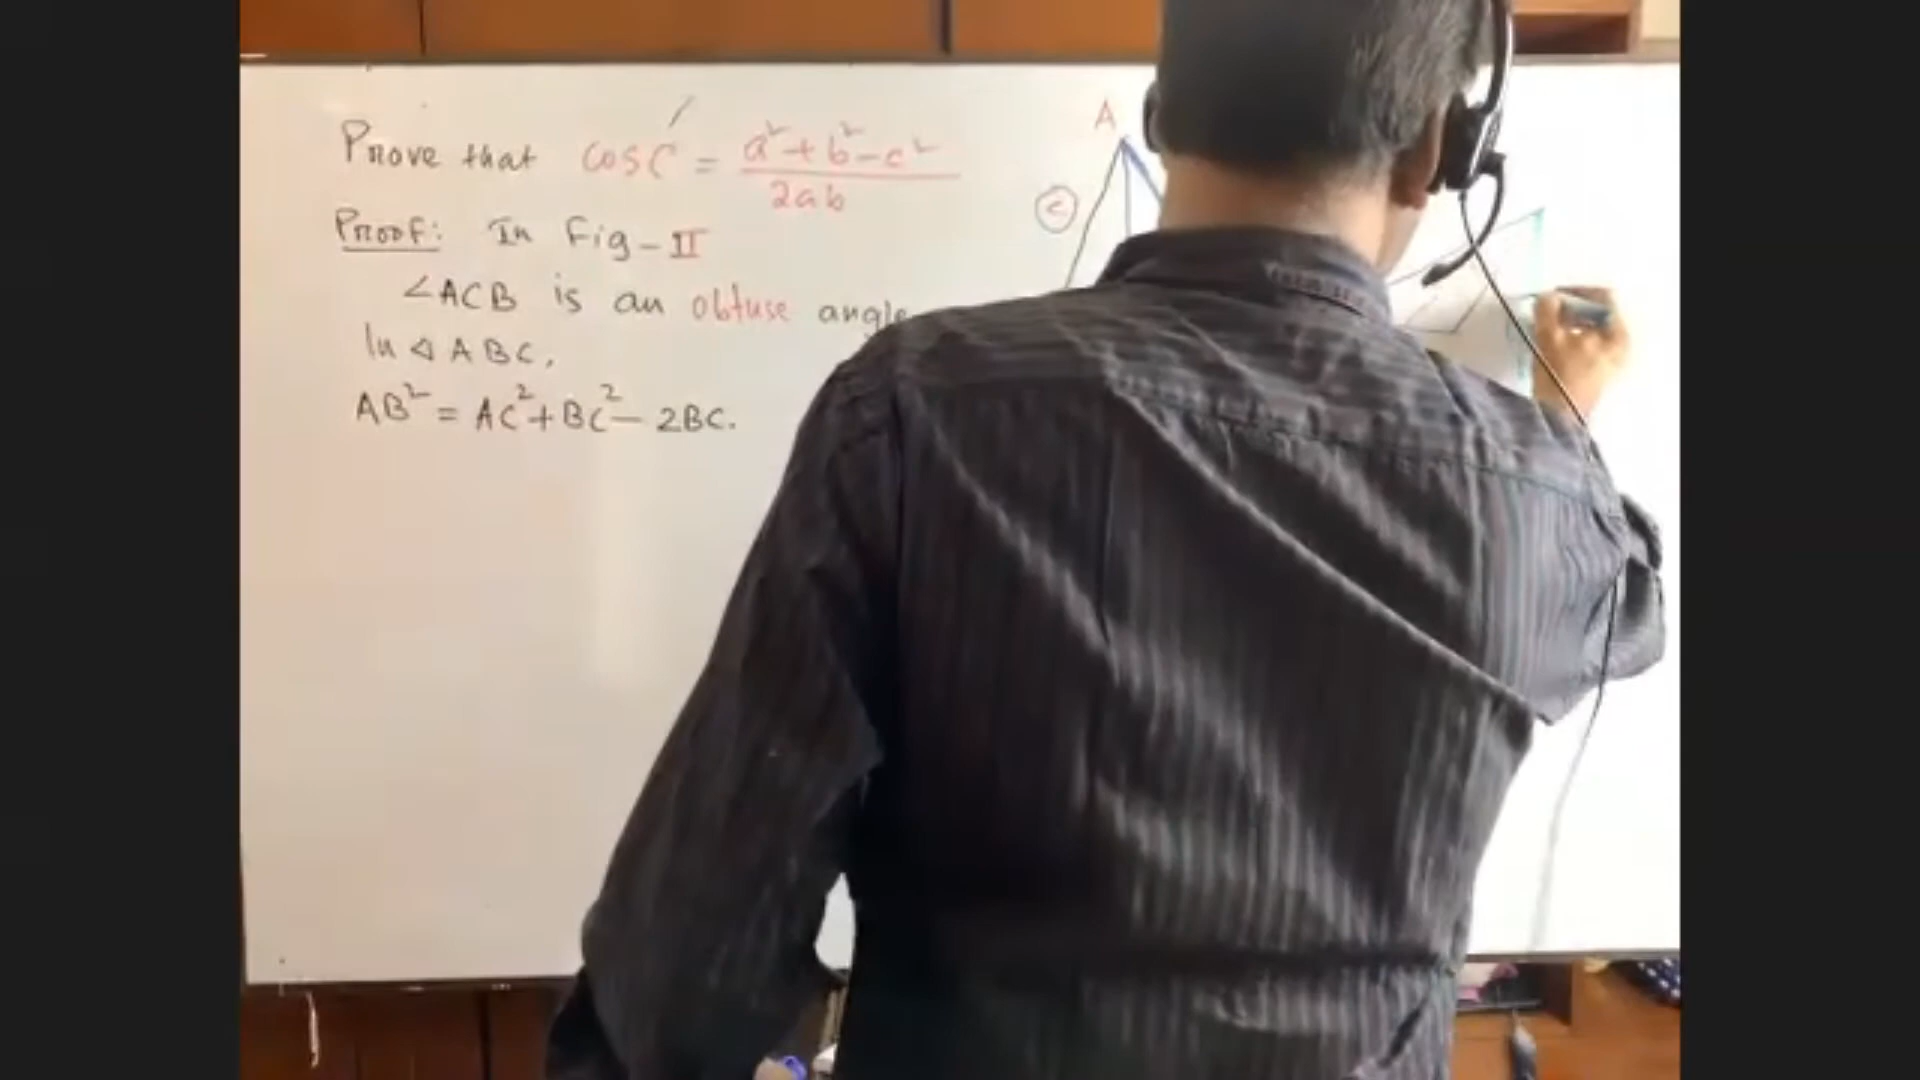 Prove that cos C = a²+b²-c² / 2ab
Proof: In Fig-II
∠ACB is an obtuse angle
In △ ABC,
AB² = AC²+BC²- 2BC.
A
c